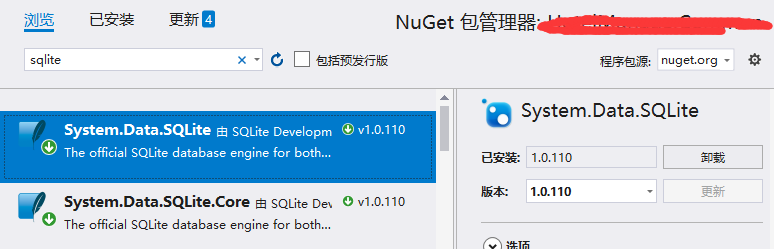 浏览 已安装 更新 4 NuGet 包管理器:
sqlite 包括预发行版 程序包源: nuget.org
System.Data.SQLite 由 SQLite Developm v1.0.110
The official SQLite database engine for both...
System.Data.SQLite.Core 由 SQLite Dev v1.0.110
The official SQLite database engine for both...
System.Data.SQLite
已安装: 1.0.110 卸载
版本: 1.0.110 更新
选项